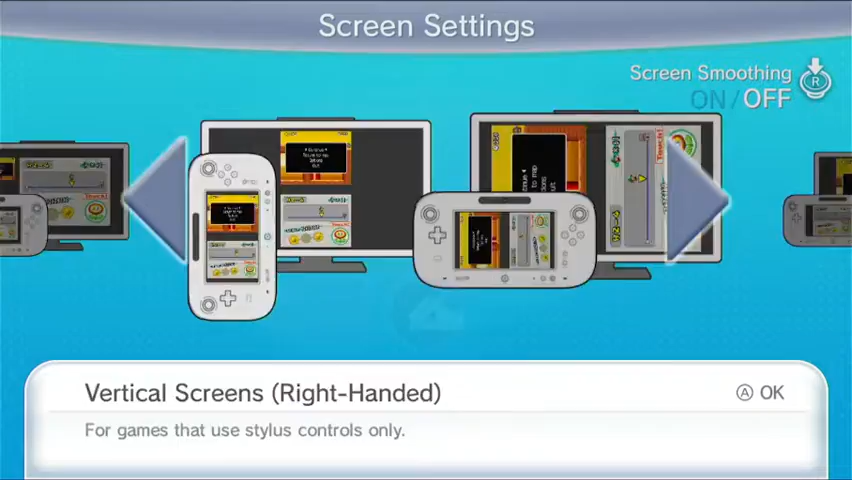 Screen Settings
Screen Smoothing
R
ON/OFF
Vertical Screens (Right-Handed)
A OK
For games that use stylus controls only.